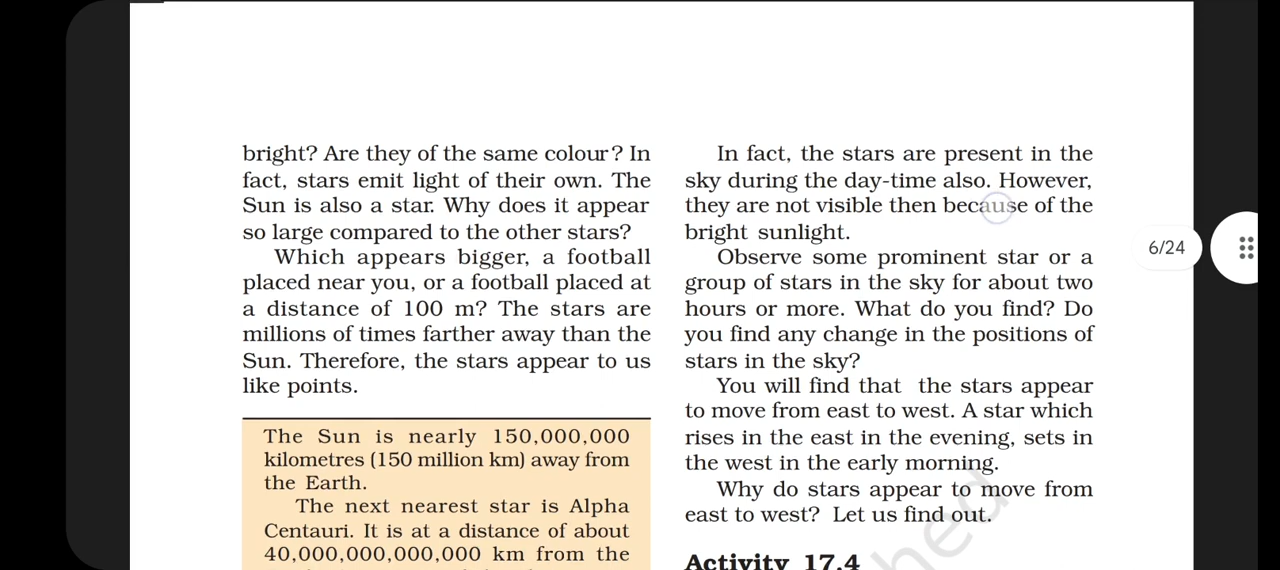 bright? Are they of the same colour? In
fact, stars emit light of their own. The
Sun is also a star. Why does it appear
so large compared to the other stars?
Which appears bigger, a football
placed near you, or a football placed at
a distance of 100 m? The stars are
millions of times farther away than the
Sun. Therefore, the stars appear to us
like points.
The Sun is nearly 150,000,000
kilometres (150 million km) away from
the Earth.
The next nearest star is Alpha
Centauri. It is at a distance of about
40,000,000,000,000 km from the
In fact, the stars are present in the
sky during the day-time also. However,
they are not visible then because of the
bright sunlight.
Observe some prominent star or a
group of stars in the sky for about two
hours or more. What do you find? Do
you find any change in the positions of
stars in the sky?
You will find that the stars appear
to move from east to west. A star which
rises in the east in the evening, sets in
the west in the early morning.
Why do stars appear to move from
east to west? Let us find out.
Activity 17.4
6/24